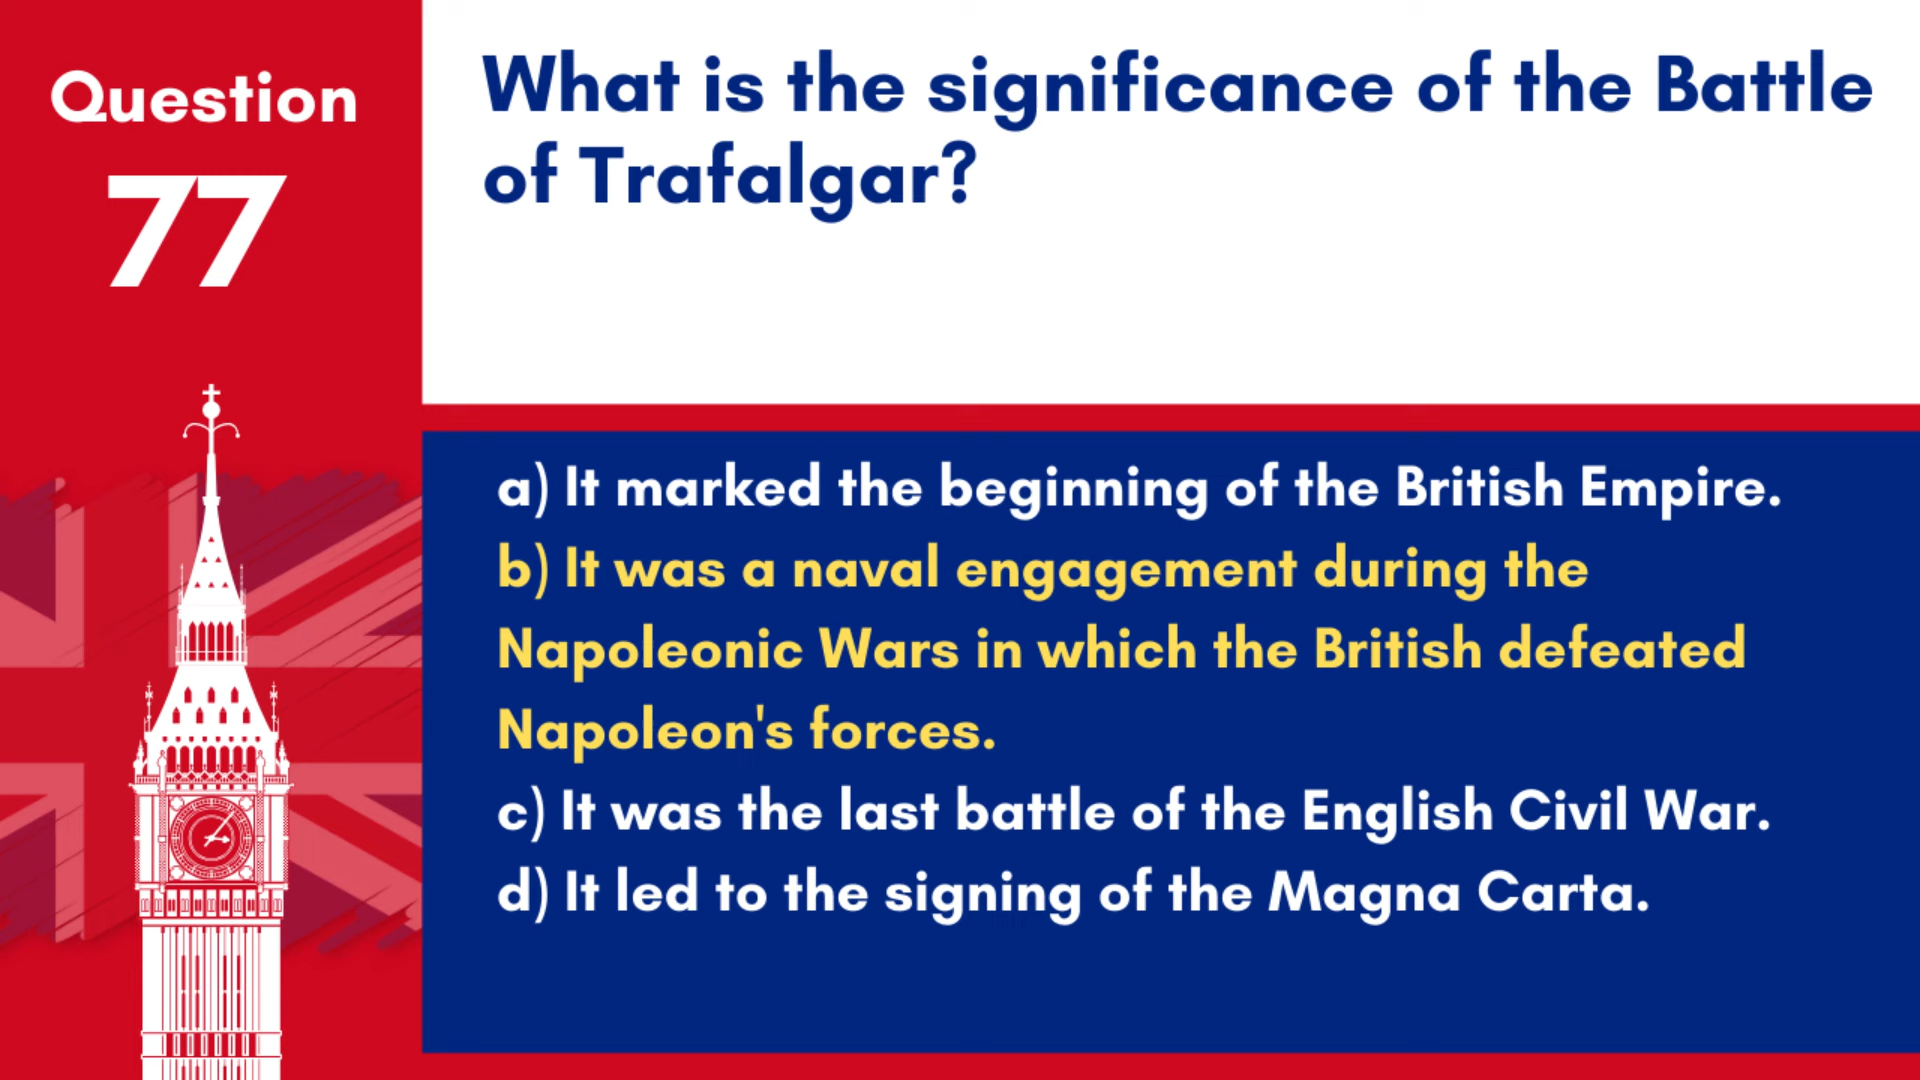 Question
77
What is the significance of the Battle
of Trafalgar?
a) It marked the beginning of the British Empire.
b) It was a naval engagement during the
Napoleonic Wars in which the British defeated
Napoleon's forces.
c) It was the last battle of the English Civil War.
d) It led to the signing of the Magna Carta.